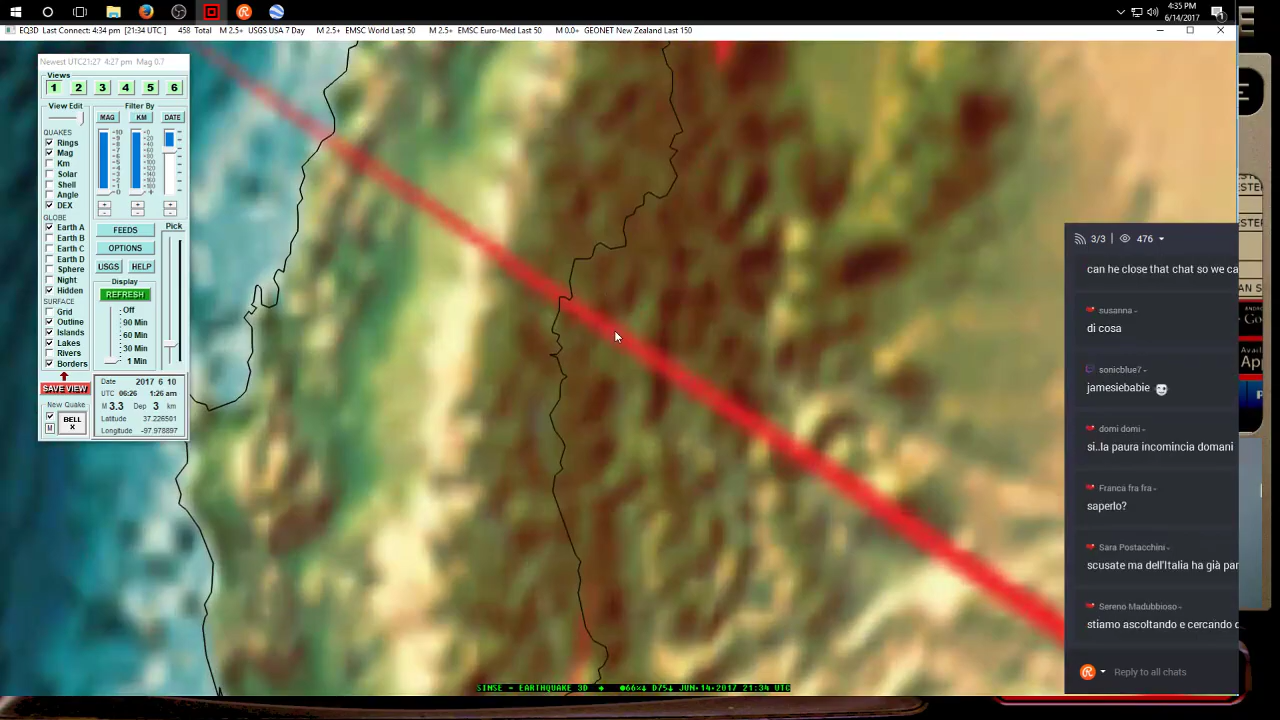 4:35 PM
6/14/2017
EQ3D Last Connect: 4:34 pm [21:34 UTC] 458 Total M 2.5+ USGS USA 7 Day M 2.5+ EMSC World Last 50 M 2.5+ EMSC Euro-Med Last 50 M 0.0+ GEONET New Zealand Last 150
Newest UTC21:27 4:27 pm Mag 0.7
Views
1 2 3 4 5 6
View Edit
Filter By
MAG KM DATE
QUAKES
Rings
Mag
Km
Solar
Shell
Angle
DEX
GLOBE
Earth A
Earth B
Earth C
Earth D
Sphere
Night
Hidden
SURFACE
Grid
Outline
Islands
Lakes
Rivers
Borders
SAVE VIEW
New Quake
M
BELL
X
FEEDS
Pick
OPTIONS
USGS HELP
Display
REFRESH
Off
90 Min
60 Min
30 Min
1 Min
Date 2017 6 10
UTC 06:26 1:26 am
M 3.3 Dep 3 km
Latitude 37.226501
Longitude -97.978897
3/3 | 476
can he close that chat so we ca
susanna
di cosa
sonicblue7
jamesiebabie
domi domi
si..la paura incomincia domani
Franca fra fra
saperlo?
Sara Postacchini
scusate ma dell'Italia ha già par
Sereno Madubbioso
stiamo ascoltando e cercando
Reply to all chats
SINSE - EARTHQUAKE 3D
JUN-14-2017 21:34 UTC